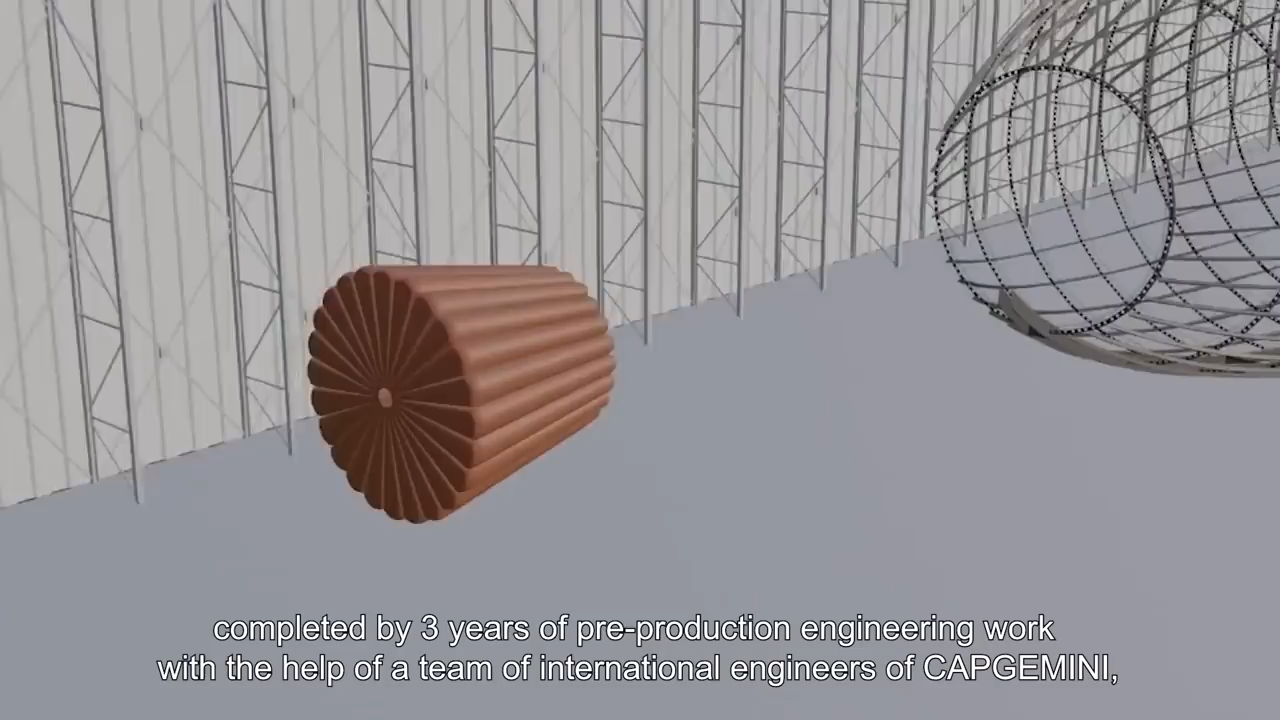 completed by 3 years of pre-production engineering work
with the help of a team of international engineers of CAPGEMINI,